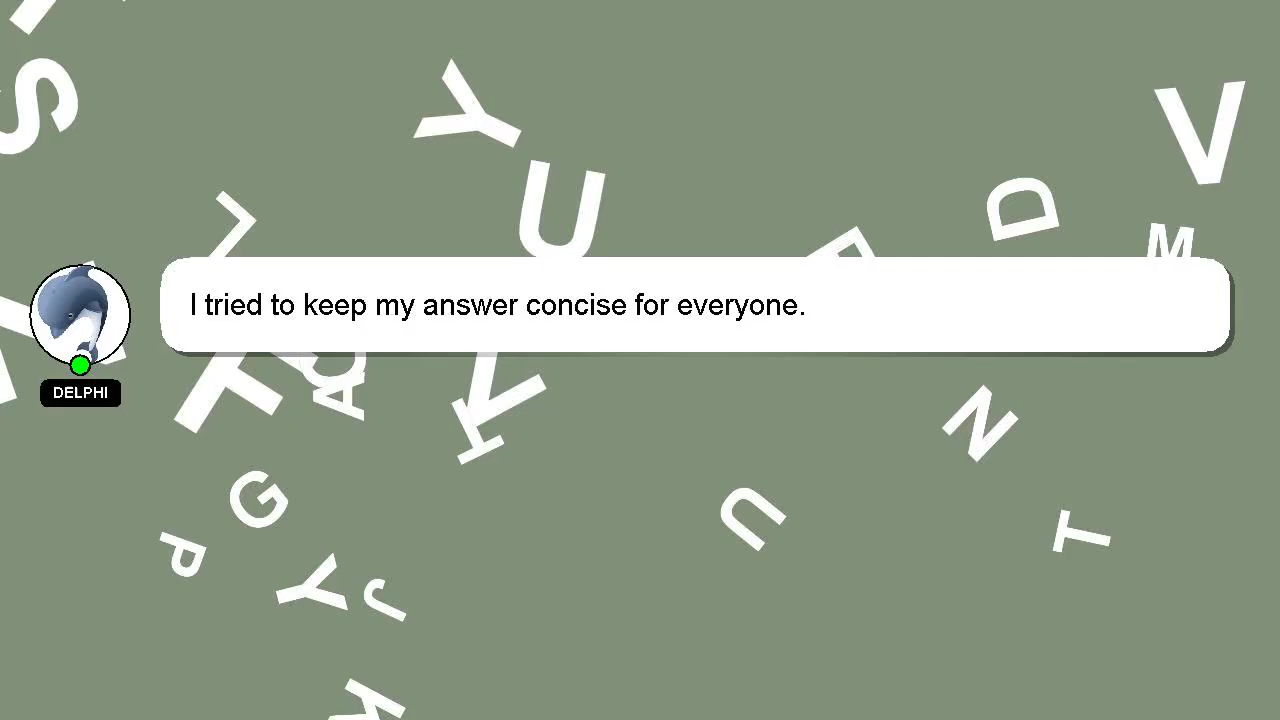 I tried to keep my answer concise for everyone.
DELPHI
S
Y
U
V
D
M
L
T
A
N
G
U
T
P
Y
J
K